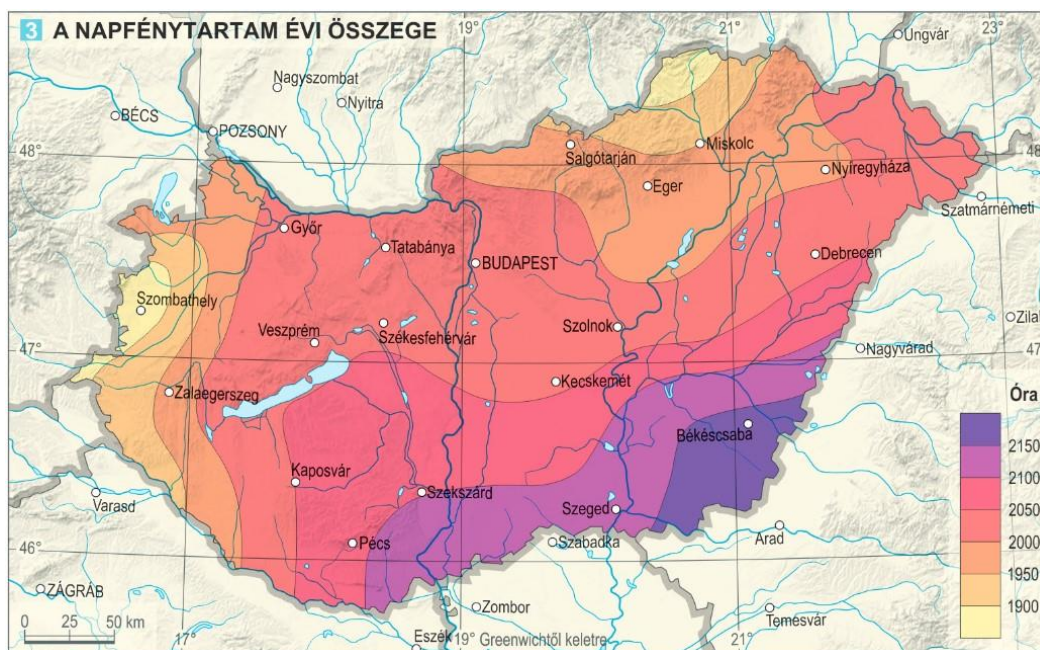 3 A NAPFÉNYTARTAM ÉVI ÖSSZEGE
19°
21°
23°
Ungvár
Nagyszombat
Nyitra
BÉCS
POZSONY
48°
Salgótarján
Miskolc
48°
Eger
Nyíregyháza
Szatmárnémeti
Győr
Tatabánya
BUDAPEST
Debrecen
Szombathely
Veszprém
Székesfehérvár
Szolnok
Zilah
47°
Nagyvárad
47°
Zalaegerszeg
Kecskemét
Óra
Békéscsaba
2150
2100
2050
2000
1950
1900
Kaposvár
Szekszárd
Varasd
Szeged
Arad
46°
Pécs
Szabadka
ZÁGRÁB
Zombor
Temesvár
0 25 50 km
17°
Eszék
19° Greenwichtől keletre
21°